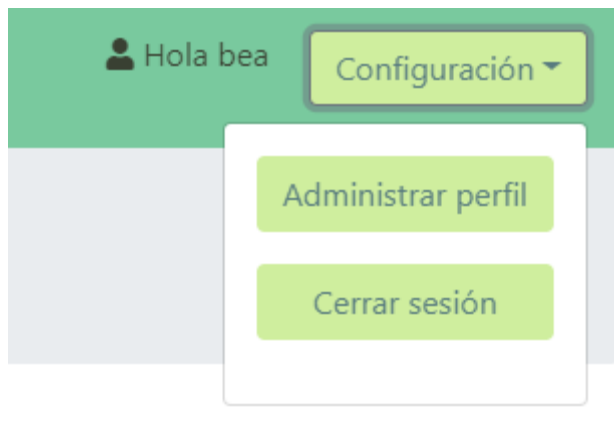 Hola bea
Configuración
Administrar perfil
Cerrar sesión